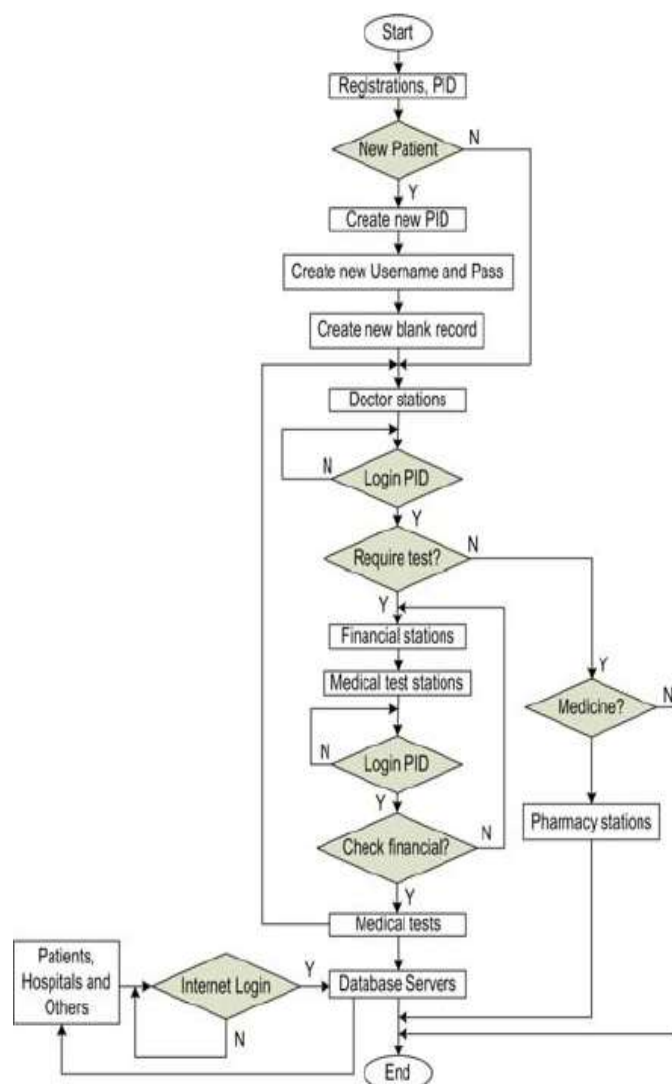 Start
Registrations, PID
New Patient
N
Y
Create new PID
Create new Username and Pass
Create new blank record
Doctor stations
N
Login PID
Y
Require test?
N
Y
Financial stations
Medical test stations
Y
Medicine?
N
N
Login PID
Y
Pharmacy stations
Check financial?
N
Y
Medical tests
Patients,
Hospitals and
Others
Internet Login
Y
N
Database Servers
End